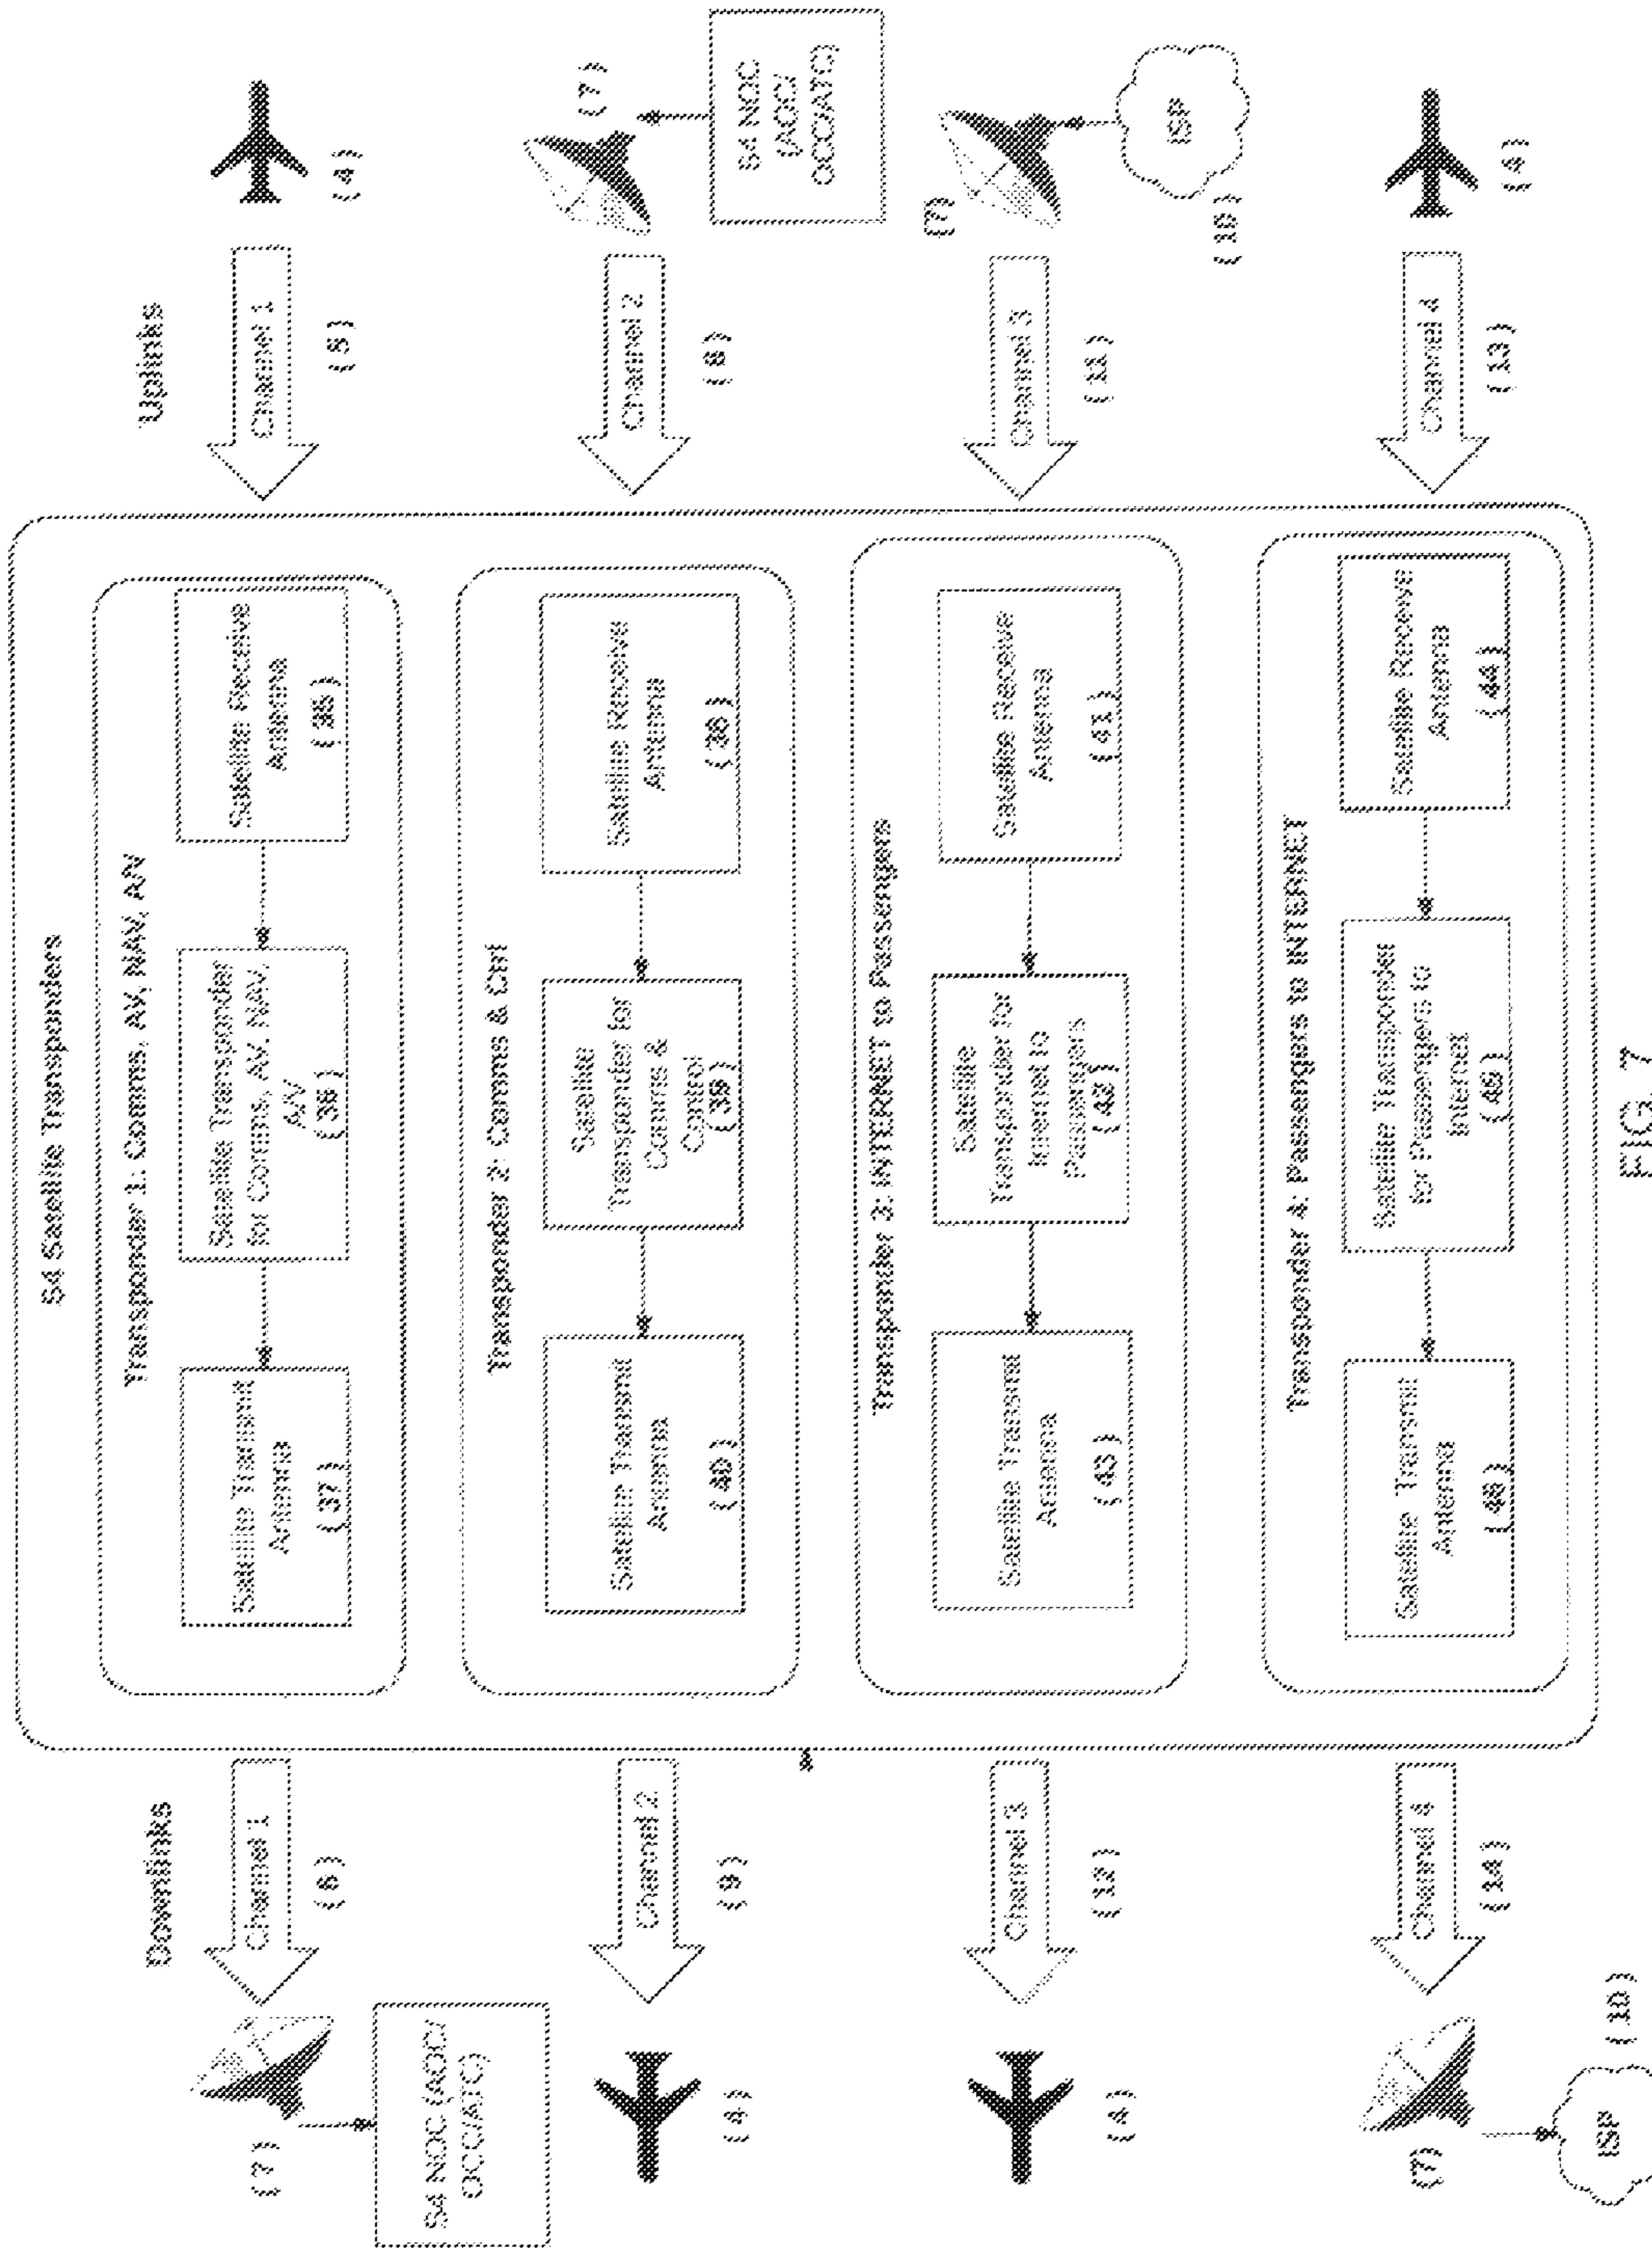 S4 Satellite Transponders
Downlinks
Uplinks
Transponder 1: Comms, AV, NAV, A/V
(7)
Channel 1
(6)
Satellite Transmit
Antenna
(37)
Satellite Transponder
for Comms, AV, NAV,
A/V
(36)
Satellite Receive
Antenna
(35)
Channel 1
(5)
(4)
S4 NOC (AOC/
OCC/ATC)
Transponder 2: Comms & Ctrl
(4)
Channel 2
(9)
Satellite Transmit
Antenna
(40)
Satellite
Transponder for
Comms &
Control
(39)
Satellite Receive
Antenna
(38)
Channel 2
(8)
(7)
S4 NOC
(AOC/
OCC/ATC)
Transponder 3: INTERNET to Passengers
(4)
Channel 3
(12)
Satellite Transmit
Antenna
(43)
Satellite
Transponder for
Internet to
Passengers
(42)
Satellite Receive
Antenna
(41)
Channel 3
(11)
(7)
ISP
(10)
Transponder 4: Passengers to INTERNET
(7)
Channel 4
(14)
Satellite Transmit
Antenna
Satellite Transponder
for Passengers to
Internet
Satellite Receive
Antenna
(44)
Channel 4
(13)
(4)
ISP
(10)
FIG. 7